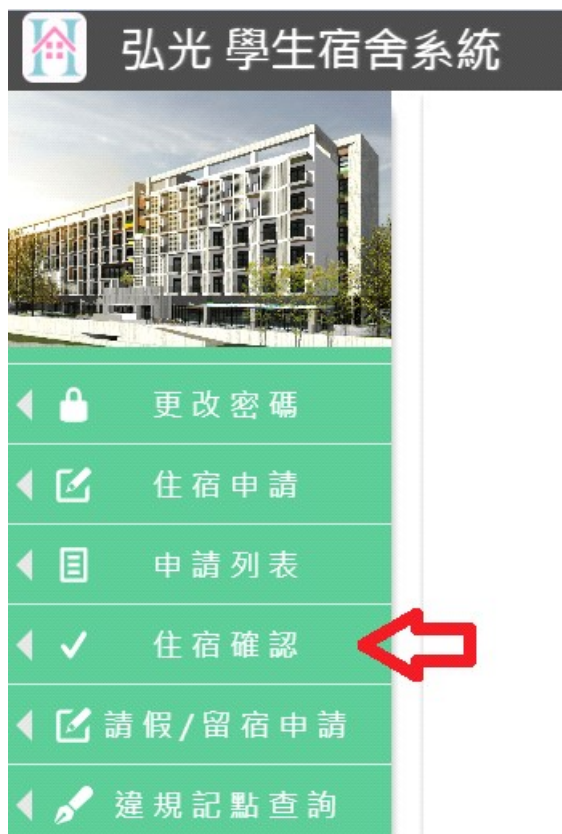 弘光 學生宿舍系統
更改密碼
住宿申請
申請列表
住宿確認
請假/留宿申請
違規記點查詢